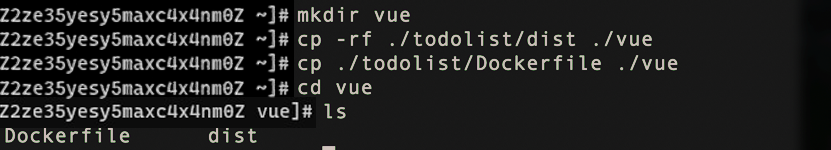 Z2ze35yesy5maxc4x4nm0Z ~]# mkdir vue
Z2ze35yesy5maxc4x4nm0Z ~]# cp -rf ./todolist/dist ./vue
Z2ze35yesy5maxc4x4nm0Z ~]# cp ./todolist/Dockerfile ./vue
Z2ze35yesy5maxc4x4nm0Z ~]# cd vue
Z2ze35yesy5maxc4x4nm0Z vue]# ls
Dockerfile dist